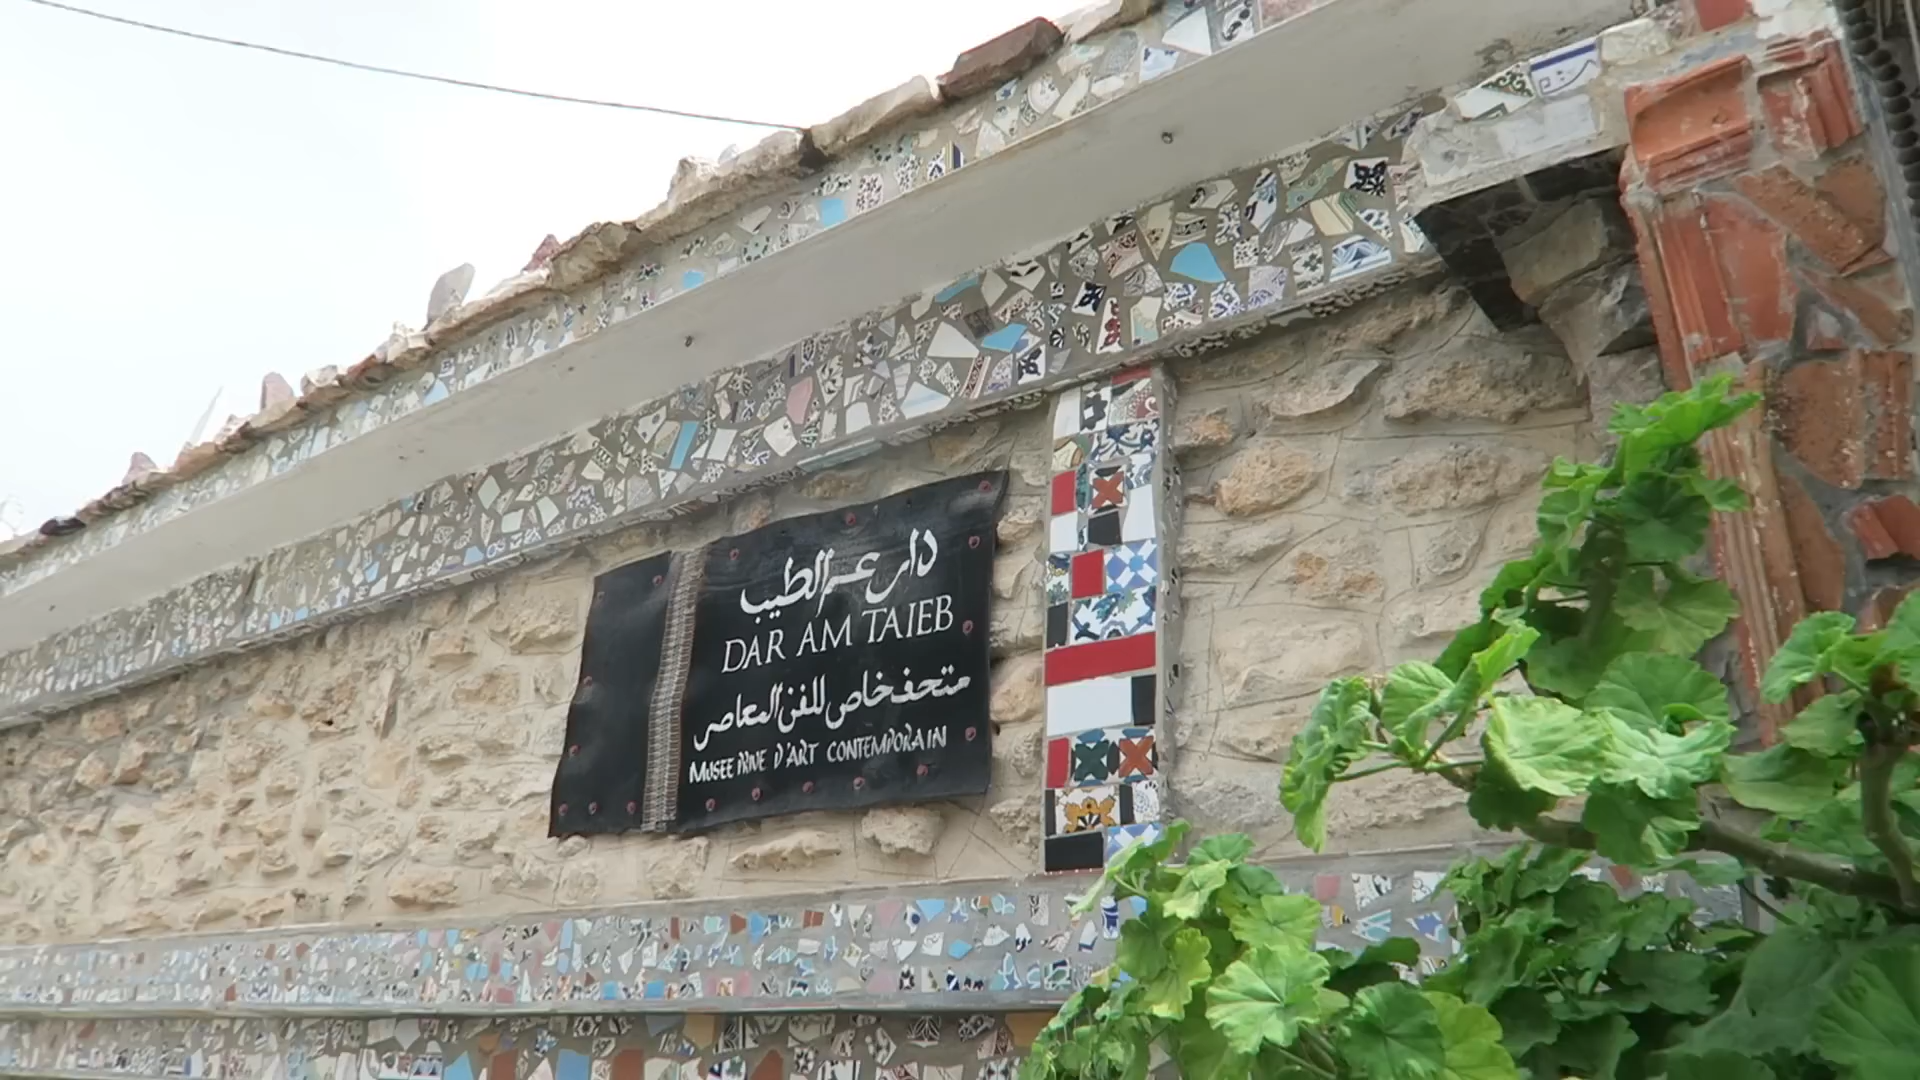 دار عم الطيب
DAR AM TAIEB
متحف خاص للفن المعاصر
MUSEE PRIVE D'ART CONTEMPORAIN